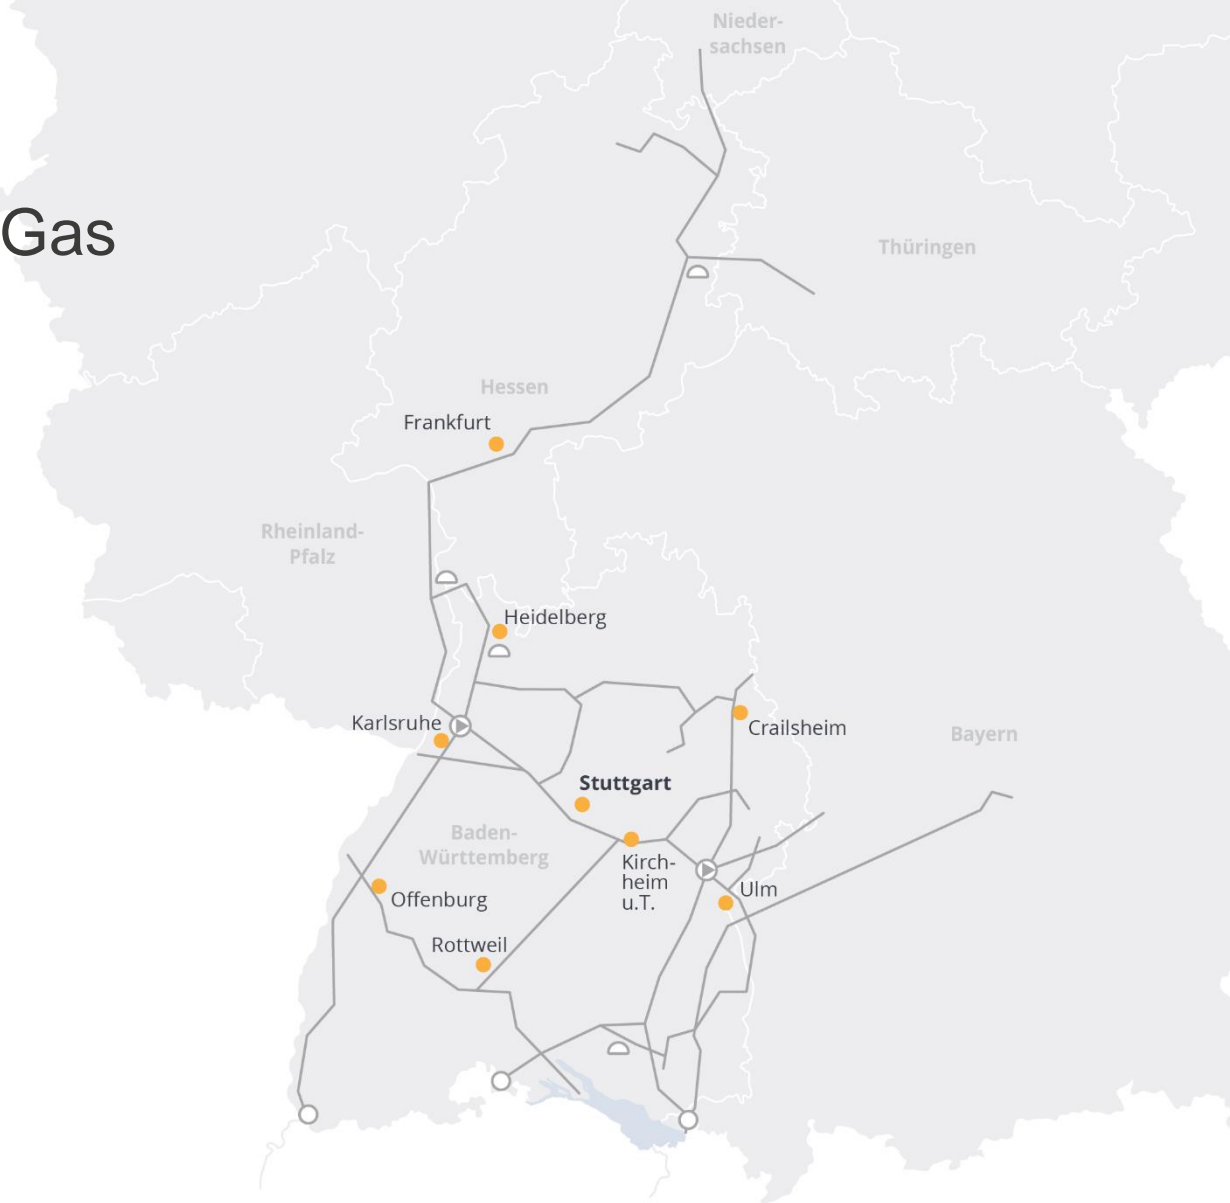 Nieder-
sachsen
Gas
Thüringen
Hessen
Frankfurt
Rheinland-
Pfalz
Heidelberg
Karlsruhe
Crailsheim
Bayern
Stuttgart
Baden-
Württemberg
Kirch-
heim
u.T.
Ulm
Offenburg
Rottweil